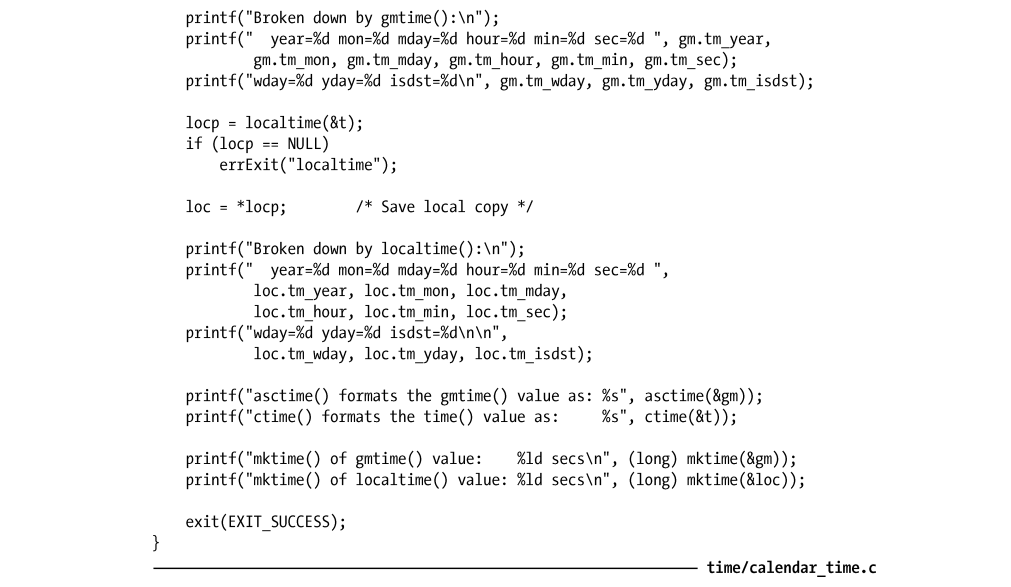 printf("Broken down by gmtime():\n");
    printf("  year=%d mon=%d mday=%d hour=%d min=%d sec=%d ", gm.tm_year,
            gm.tm_mon, gm.tm_mday, gm.tm_hour, gm.tm_min, gm.tm_sec);
    printf("wday=%d yday=%d isdst=%d\n", gm.tm_wday, gm.tm_yday, gm.tm_isdst);

    locp = localtime(&t);
    if (locp == NULL)
        errExit("localtime");

    loc = *locp;        /* Save local copy */

    printf("Broken down by localtime():\n");
    printf("  year=%d mon=%d mday=%d hour=%d min=%d sec=%d ",
            loc.tm_year, loc.tm_mon, loc.tm_mday,
            loc.tm_hour, loc.tm_min, loc.tm_sec);
    printf("wday=%d yday=%d isdst=%d\n\n",
            loc.tm_wday, loc.tm_yday, loc.tm_isdst);

    printf("asctime() formats the gmtime() value as: %s", asctime(&gm));
    printf("ctime() formats the time() value as:     %s", ctime(&t));

    printf("mktime() of gmtime() value:    %ld secs\n", (long) mktime(&gm));
    printf("mktime() of localtime() value: %ld secs\n", (long) mktime(&loc));

    exit(EXIT_SUCCESS);
}
time/calendar_time.c